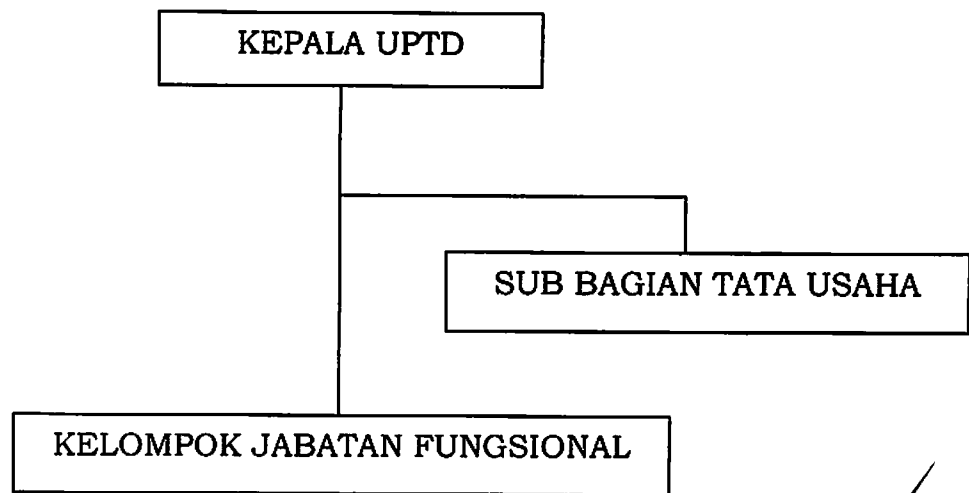 KEPALA UPTD
SUB BAGIAN TATA USAHA
KELOMPOK JABATAN FUNGSIONAL